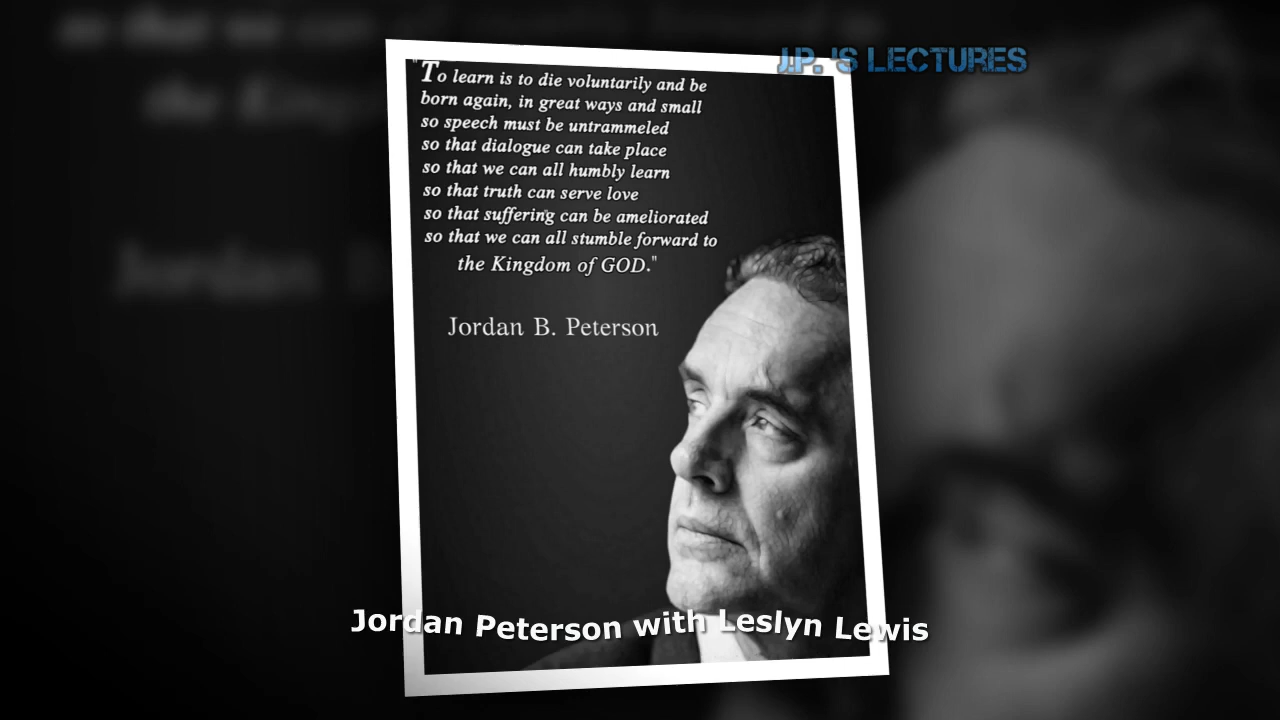 J.P. 'S LECTURES
"To learn is to die voluntarily and be
born again, in great ways and small
so speech must be untrammeled
so that dialogue can take place
so that we can all humbly learn
so that truth can serve love
so that suffering can be ameliorated
so that we can all stumble forward to
the Kingdom of GOD."
Jordan B. Peterson
Jordan Peterson with Leslyn Lewis